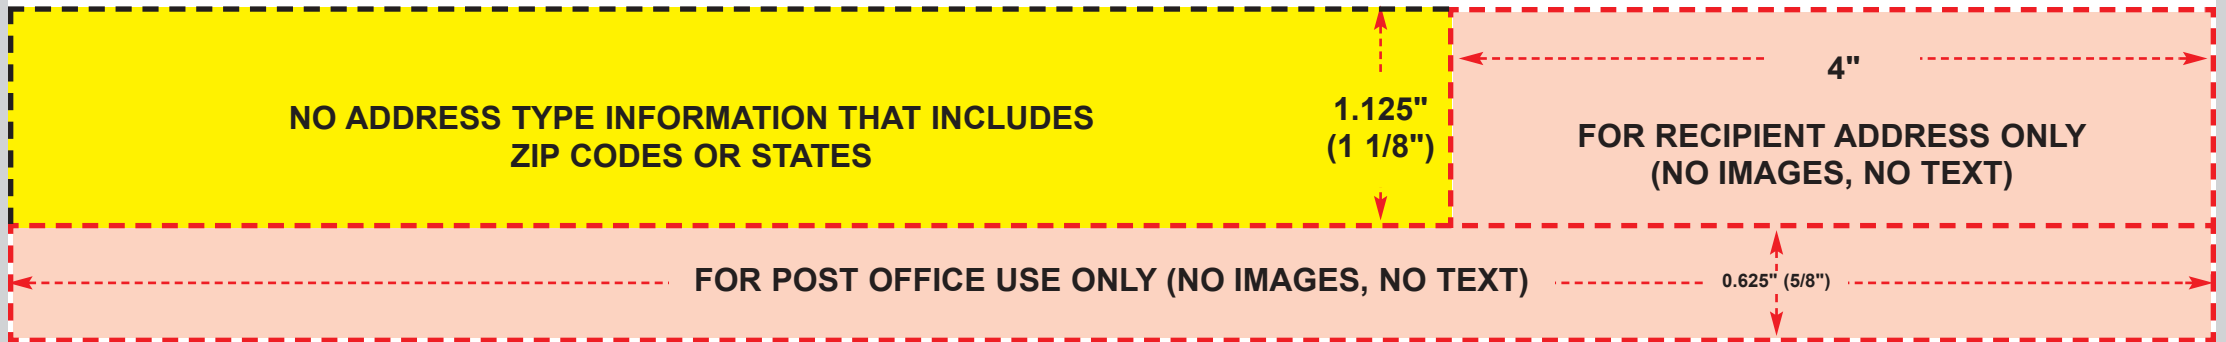 NO ADDRESS TYPE INFORMATION THAT INCLUDES
ZIP CODES OR STATES
1.125"
(1 1/8")
4"
FOR RECIPIENT ADDRESS ONLY
(NO IMAGES, NO TEXT)
FOR POST OFFICE USE ONLY (NO IMAGES, NO TEXT)
0.625" (5/8")